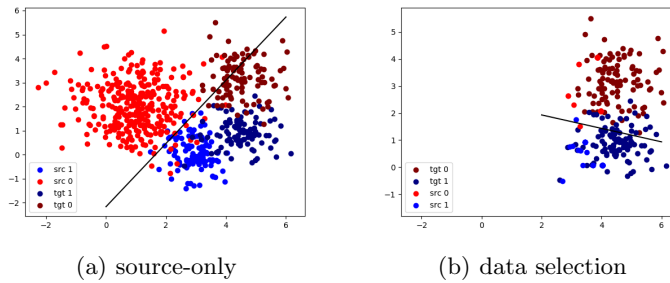 6
5
4
3
2
1
0
−1
−2
src 1
src 0
tgt 1
tgt 0
−2 0 2 4 6
(a) source-only
5
4
3
2
1
0
−1
tgt 0
tgt 1
src 0
src 1
−2 0 2 4 6
(b) data selection